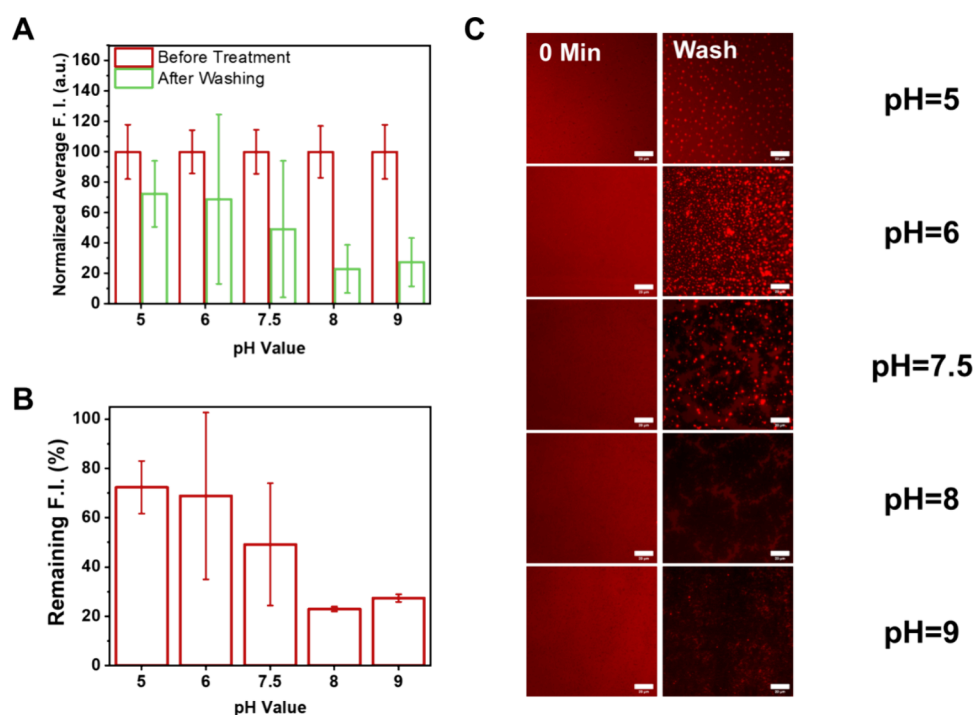 A
Normalized Average F. I. (a.u.)
160
140
120
100
80
60
40
20
0
Before Treatment
After Washing
5 6 7.5 8 9
pH Value
B
Remaining F.I. (%)
100
80
60
40
20
0
5 6 7.5 8 9
pH Value
C
0 Min Wash
pH=5
pH=6
pH=7.5
pH=8
pH=9